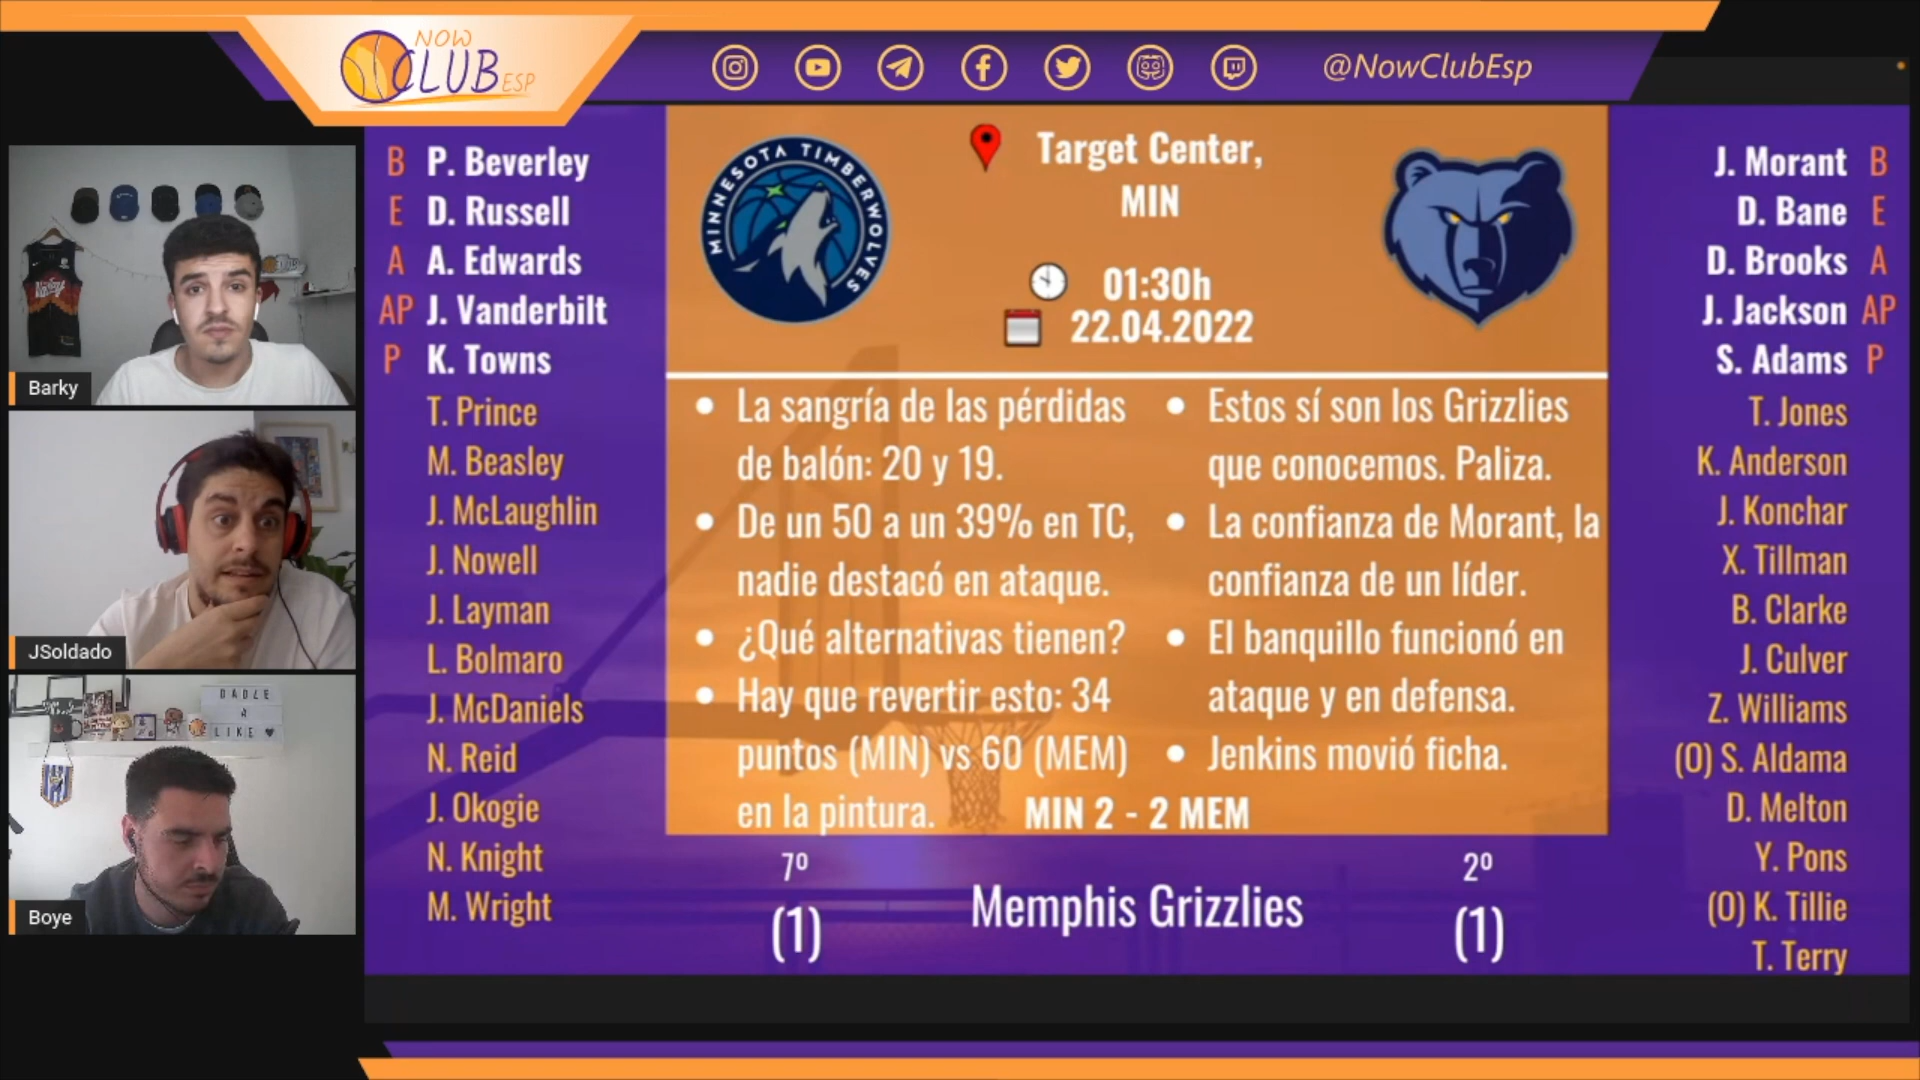 NOW
CLUB ESP
@NowClubEsp
Barky
JSoldado
DADLE
A
LIKE ♥
Boye
B P. Beverley
E D. Russell
A A. Edwards
AP J. Vanderbilt
P K. Towns
T. Prince
M. Beasley
J. McLaughlin
J. Nowell
J. Layman
L. Bolmaro
J. McDaniels
N. Reid
J. Okogie
N. Knight
M. Wright
MINNESOTA TIMBERWOLVES
Target Center,
MIN
01:30h
22.04.2022
• La sangría de las pérdidas
de balón: 20 y 19.
• De un 50 a un 39% en TC,
nadie destacó en ataque.
• ¿Qué alternativas tienen?
• Hay que revertir esto: 34
puntos (MIN) vs 60 (MEM)
en la pintura.
• Estos sí son los Grizzlies
que conocemos. Paliza.
• La confianza de Morant, la
confianza de un líder.
• El banquillo funcionó en
ataque y en defensa.
• Jenkins movió ficha.
MIN 2 - 2 MEM
7º
(1)
Memphis Grizzlies
2º
(1)
J. Morant B
D. Bane E
D. Brooks A
J. Jackson AP
S. Adams P
T. Jones
K. Anderson
J. Konchar
X. Tillman
B. Clarke
J. Culver
Z. Williams
(O) S. Aldama
D. Melton
Y. Pons
(O) K. Tillie
T. Terry